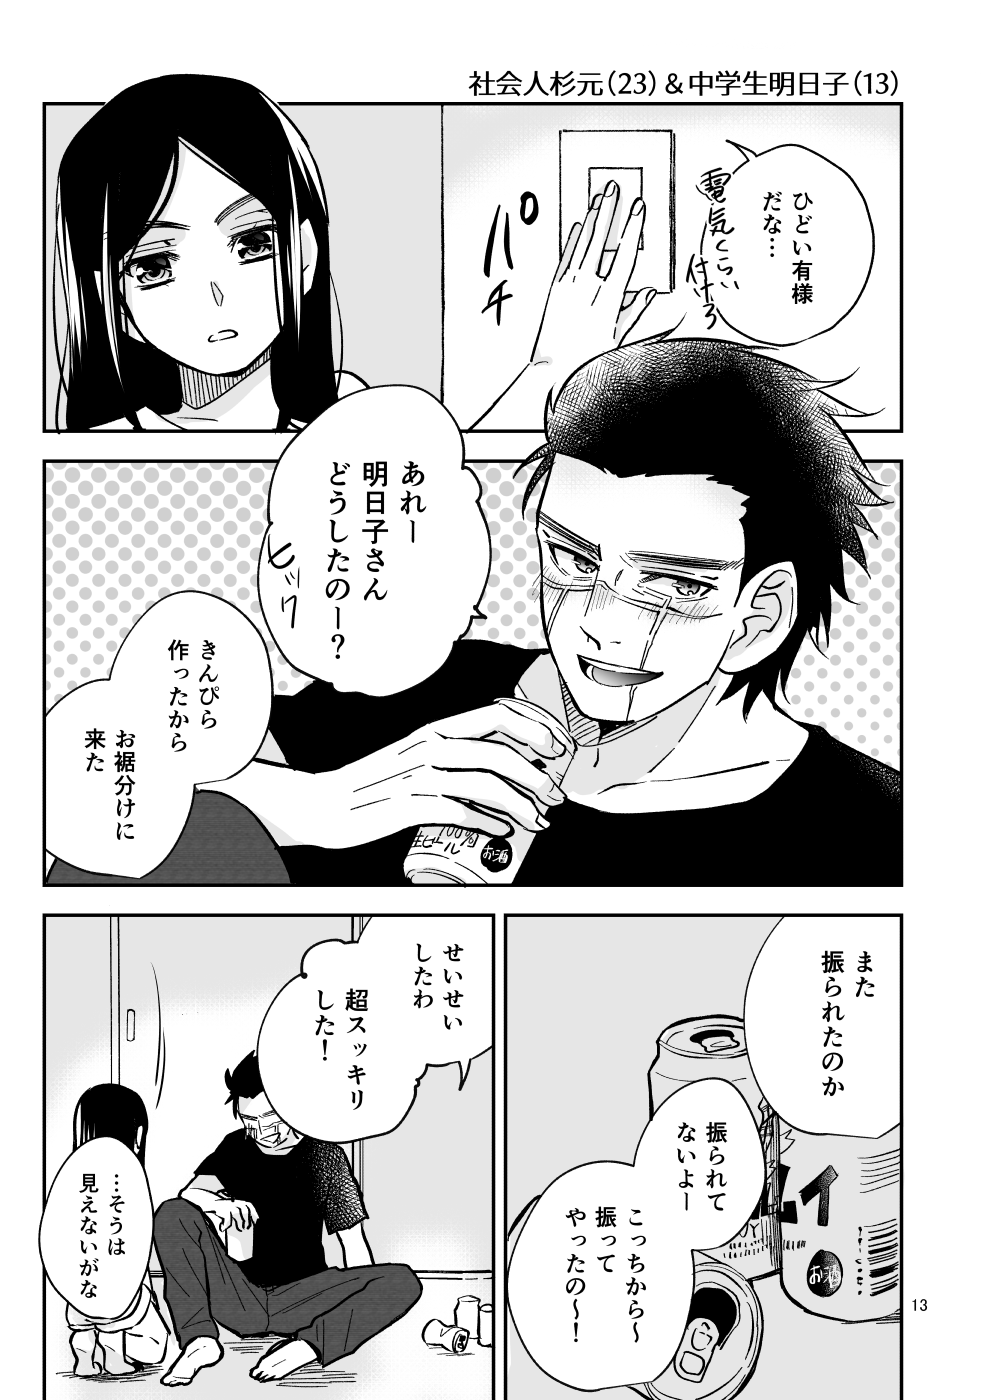 社会人杉元(23)&中学生明日子(13)
ひどい有様
だな…
電気くらい
付けろ
パチ
あれー
明日子さん
どうしたのー?
ヒック
きんぴら
作ったから
お裾分けに
来た
100%
生ビール
お酒
また
振られたのか
振られて
ないよー
こっちから〜
振って
やったの〜!
お酒
せいせい
したわ
超スッキリ
した!
…そうは
見えないがな
13